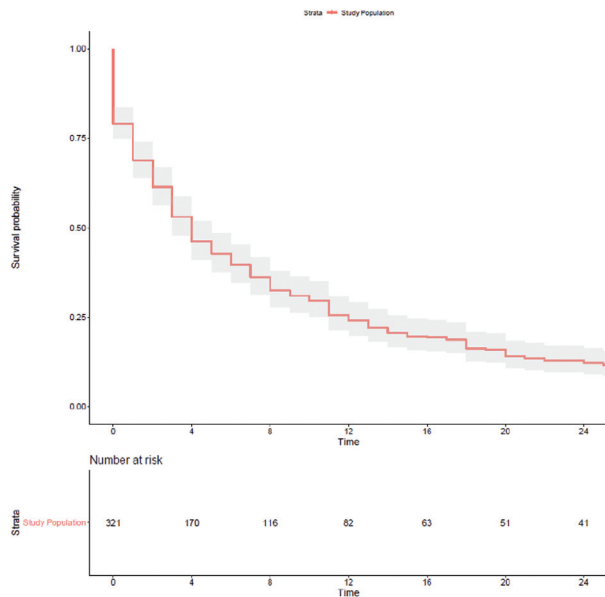 Strata Study Population
Survival probability
1.00
0.75
0.50
0.25
0.00
0 4 8 12 16 20 24
Time
Number at risk
Strata
Study Population 321 170 116 82 63 51 41
0 4 8 12 16 20 24
Time